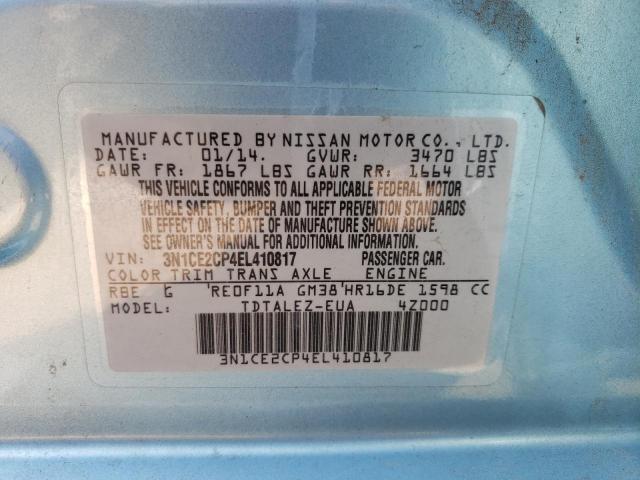 MANUFACTURED BY NISSAN MOTOR CO., LTD.
DATE: 01/14. GVWR: 3470 LBS
GAWR FR: 1867 LBS GAWR RR: 1664 LBS
THIS VEHICLE CONFORMS TO ALL APPLICABLE FEDERAL MOTOR
VEHICLE SAFETY, BUMPER AND THEFT PREVENTION STANDARDS
IN EFFECT ON THE DATE OF MANUFACTURE SHOWN ABOVE.
SEE OWNER'S MANUAL FOR ADDITIONAL INFORMATION.
VIN: 3N1CE2CP4EL410817 PASSENGER CAR.
COLOR TRIM TRANS AXLE ENGINE
RBE G 'RE0F11A GM38'HR16DE 1598 CC
MODEL: TDTALEZ-EUA 4Z000
3N1CE2CP4EL410817